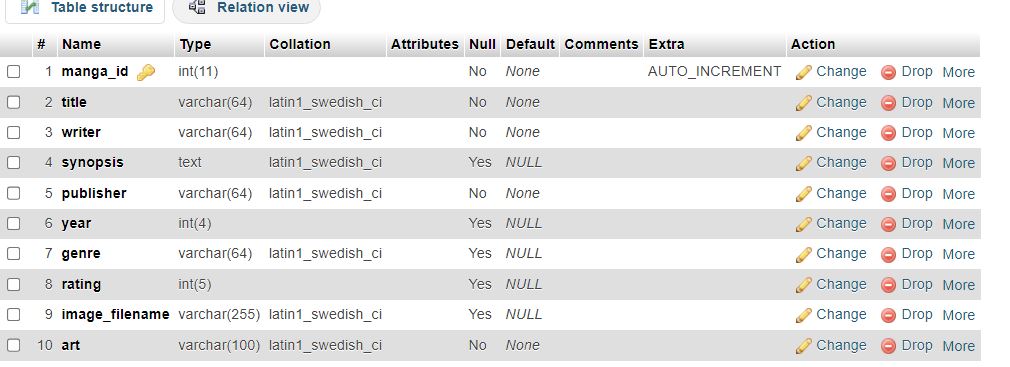 Table structure Relation view
# Name Type Collation Attributes Null Default Comments Extra Action
1 manga_id int(11) No None AUTO_INCREMENT Change Drop More
2 title varchar(64) latin1_swedish_ci No None Change Drop More
3 writer varchar(64) latin1_swedish_ci No None Change Drop More
4 synopsis text latin1_swedish_ci Yes NULL Change Drop More
5 publisher varchar(64) latin1_swedish_ci No None Change Drop More
6 year int(4) Yes NULL Change Drop More
7 genre varchar(64) latin1_swedish_ci Yes NULL Change Drop More
8 rating int(5) Yes NULL Change Drop More
9 image_filename varchar(255) latin1_swedish_ci Yes NULL Change Drop More
10 art varchar(100) latin1_swedish_ci No None Change Drop More